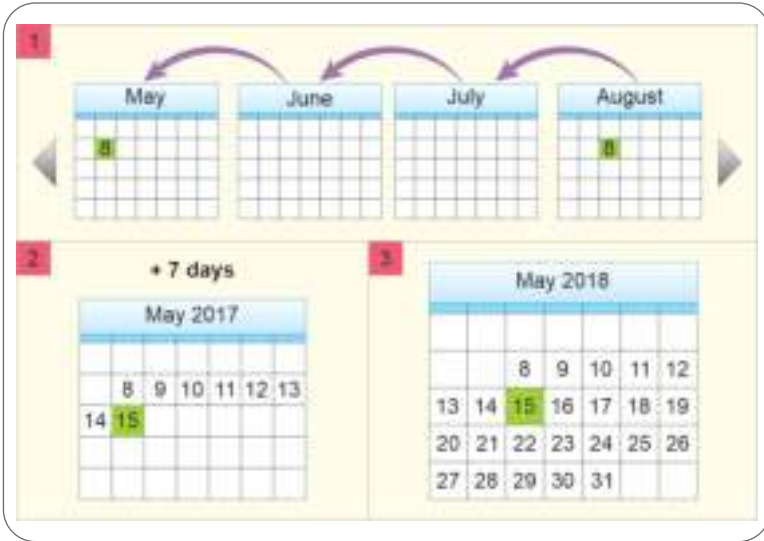 1
May June July August
8 8
2
+ 7 days
May 2017
8 9 10 11 12 13
14 15
3
May 2018
8 9 10 11 12
13 14 15 16 17 18 19
20 21 22 23 24 25 26
27 28 29 30 31